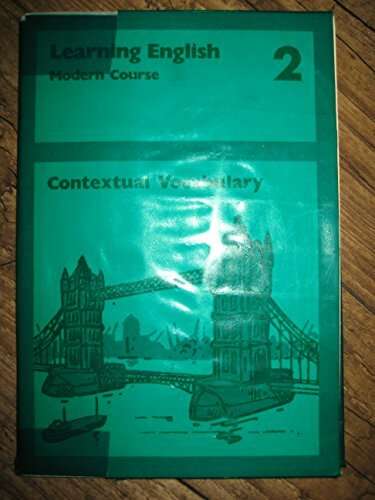 Learning English
2
Modern Course
Contextual Vocabulary